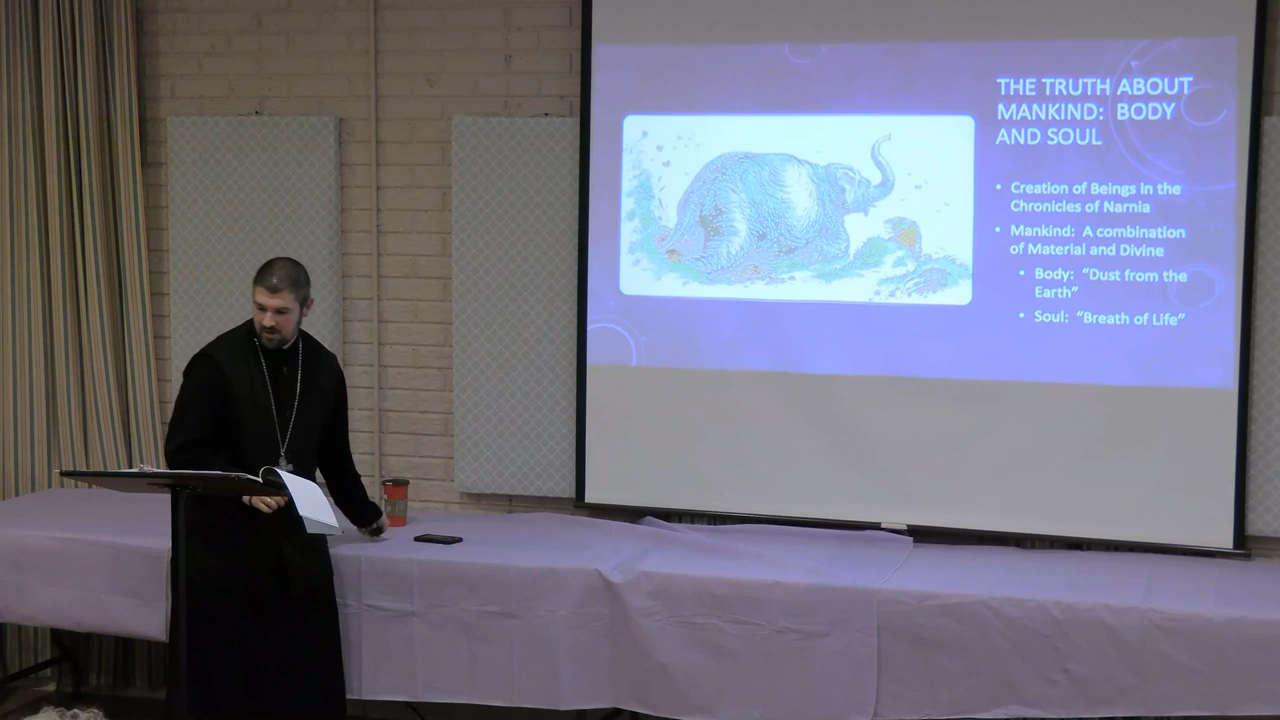 THE TRUTH ABOUT
MANKIND: BODY
AND SOUL
• Creation of Beings in the
Chronicles of Narnia
• Mankind: A combination
of Material and Divine
• Body: "Dust from the
Earth"
• Soul: "Breath of Life"